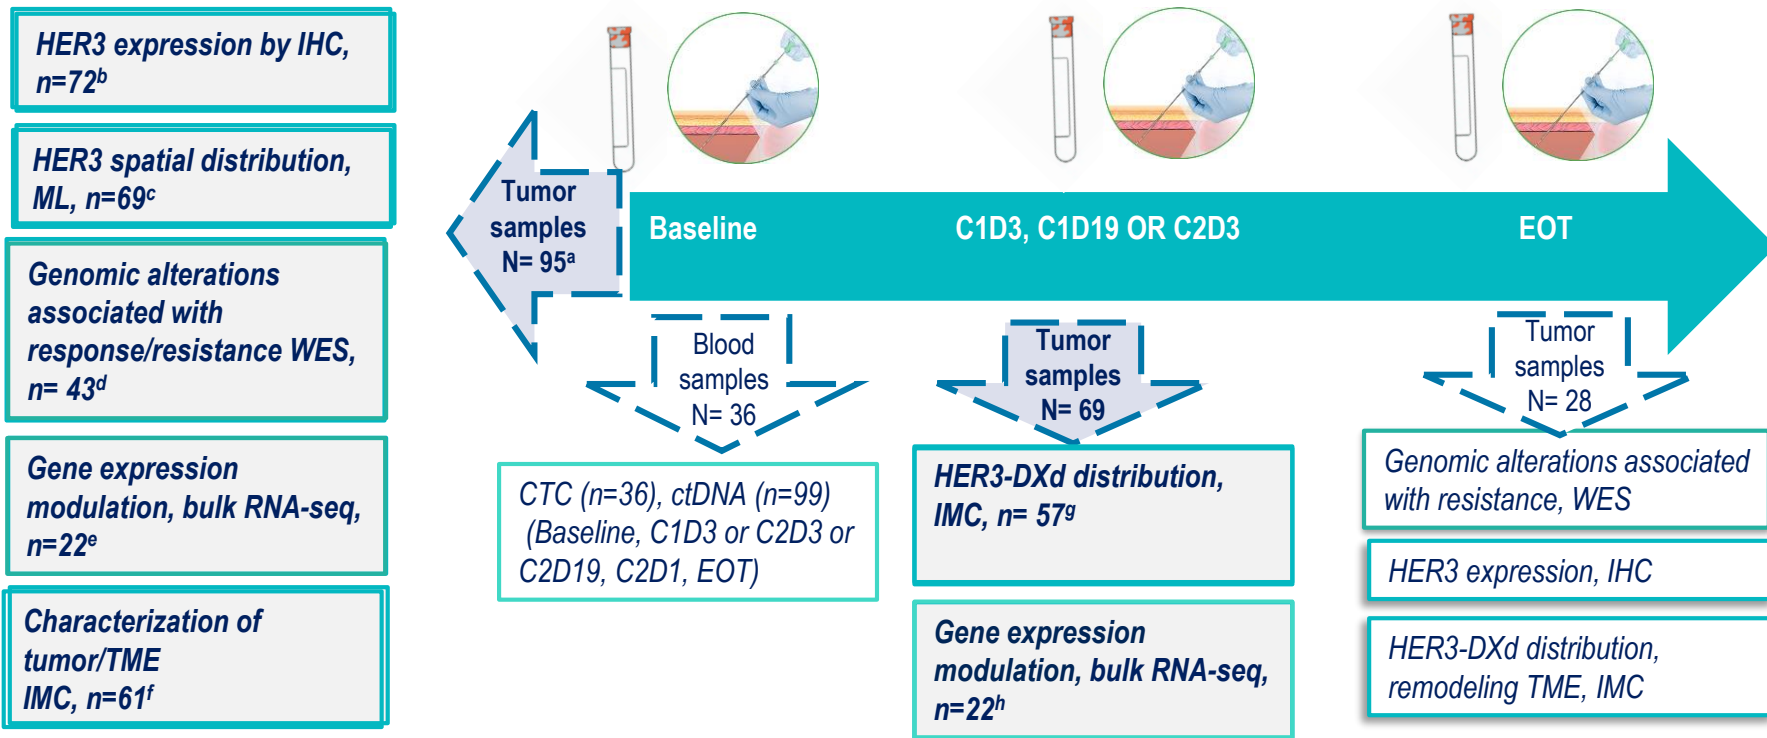 HER3 expression by IHC,
n=72ᵇ
HER3 spatial distribution,
ML, n=69ᶜ
Genomic alterations
associated with
response/resistance WES,
n= 43ᵈ
Gene expression
modulation, bulk RNA-seq,
n=22ᵉ
Characterization of
tumor/TME
IMC, n=61ᶠ
Tumor
samples
N= 95ᵃ
Baseline
C1D3, C1D19 OR C2D3
EOT
Blood
samples
N= 36
CTC (n=36), ctDNA (n=99)
(Baseline, C1D3 or C2D3 or
C2D19, C2D1, EOT)
Tumor
samples
N= 69
HER3-DXd distribution,
IMC, n= 57ᵍ
Gene expression
modulation, bulk RNA-seq,
n=22ʰ
Tumor
samples
N= 28
Genomic alterations associated
with resistance, WES
HER3 expression, IHC
HER3-DXd distribution,
remodeling TME, IMC